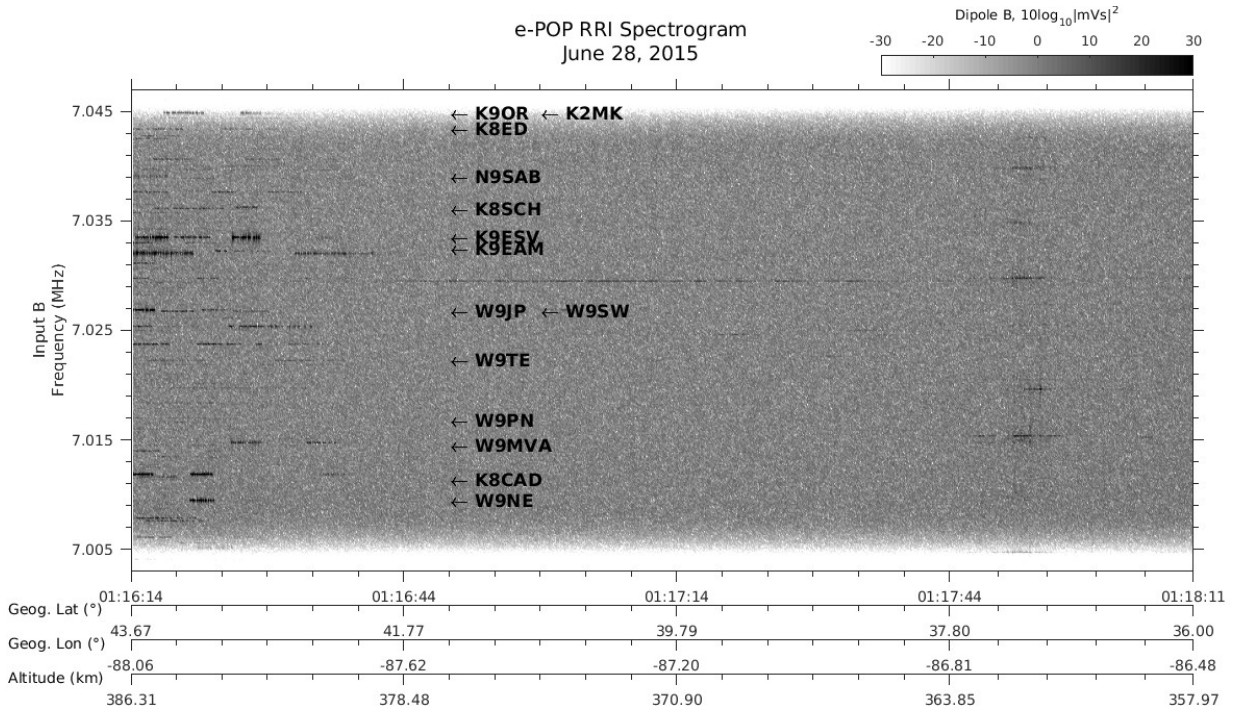 e-POP RRI Spectrogram
June 28, 2015
Dipole B, 10log10|mVs|2
-30 -20 -10 0 10 20 30
Input B
Frequency (MHz)
7.045
7.035
7.025
7.015
7.005
← K9OR ← K2MK
← K8ED
← N9SAB
← K8SCH
← K9ESV
← K9EAM
← W9JP ← W9SW
← W9TE
← W9PN
← W9MVA
← K8CAD
← W9NE
01:16:14 01:16:44 01:17:14 01:17:44 01:18:11
Geog. Lat (°)
43.67 41.77 39.79 37.80 36.00
Geog. Lon (°)
-88.06 -87.62 -87.20 -86.81 -86.48
Altitude (km)
386.31 378.48 370.90 363.85 357.97